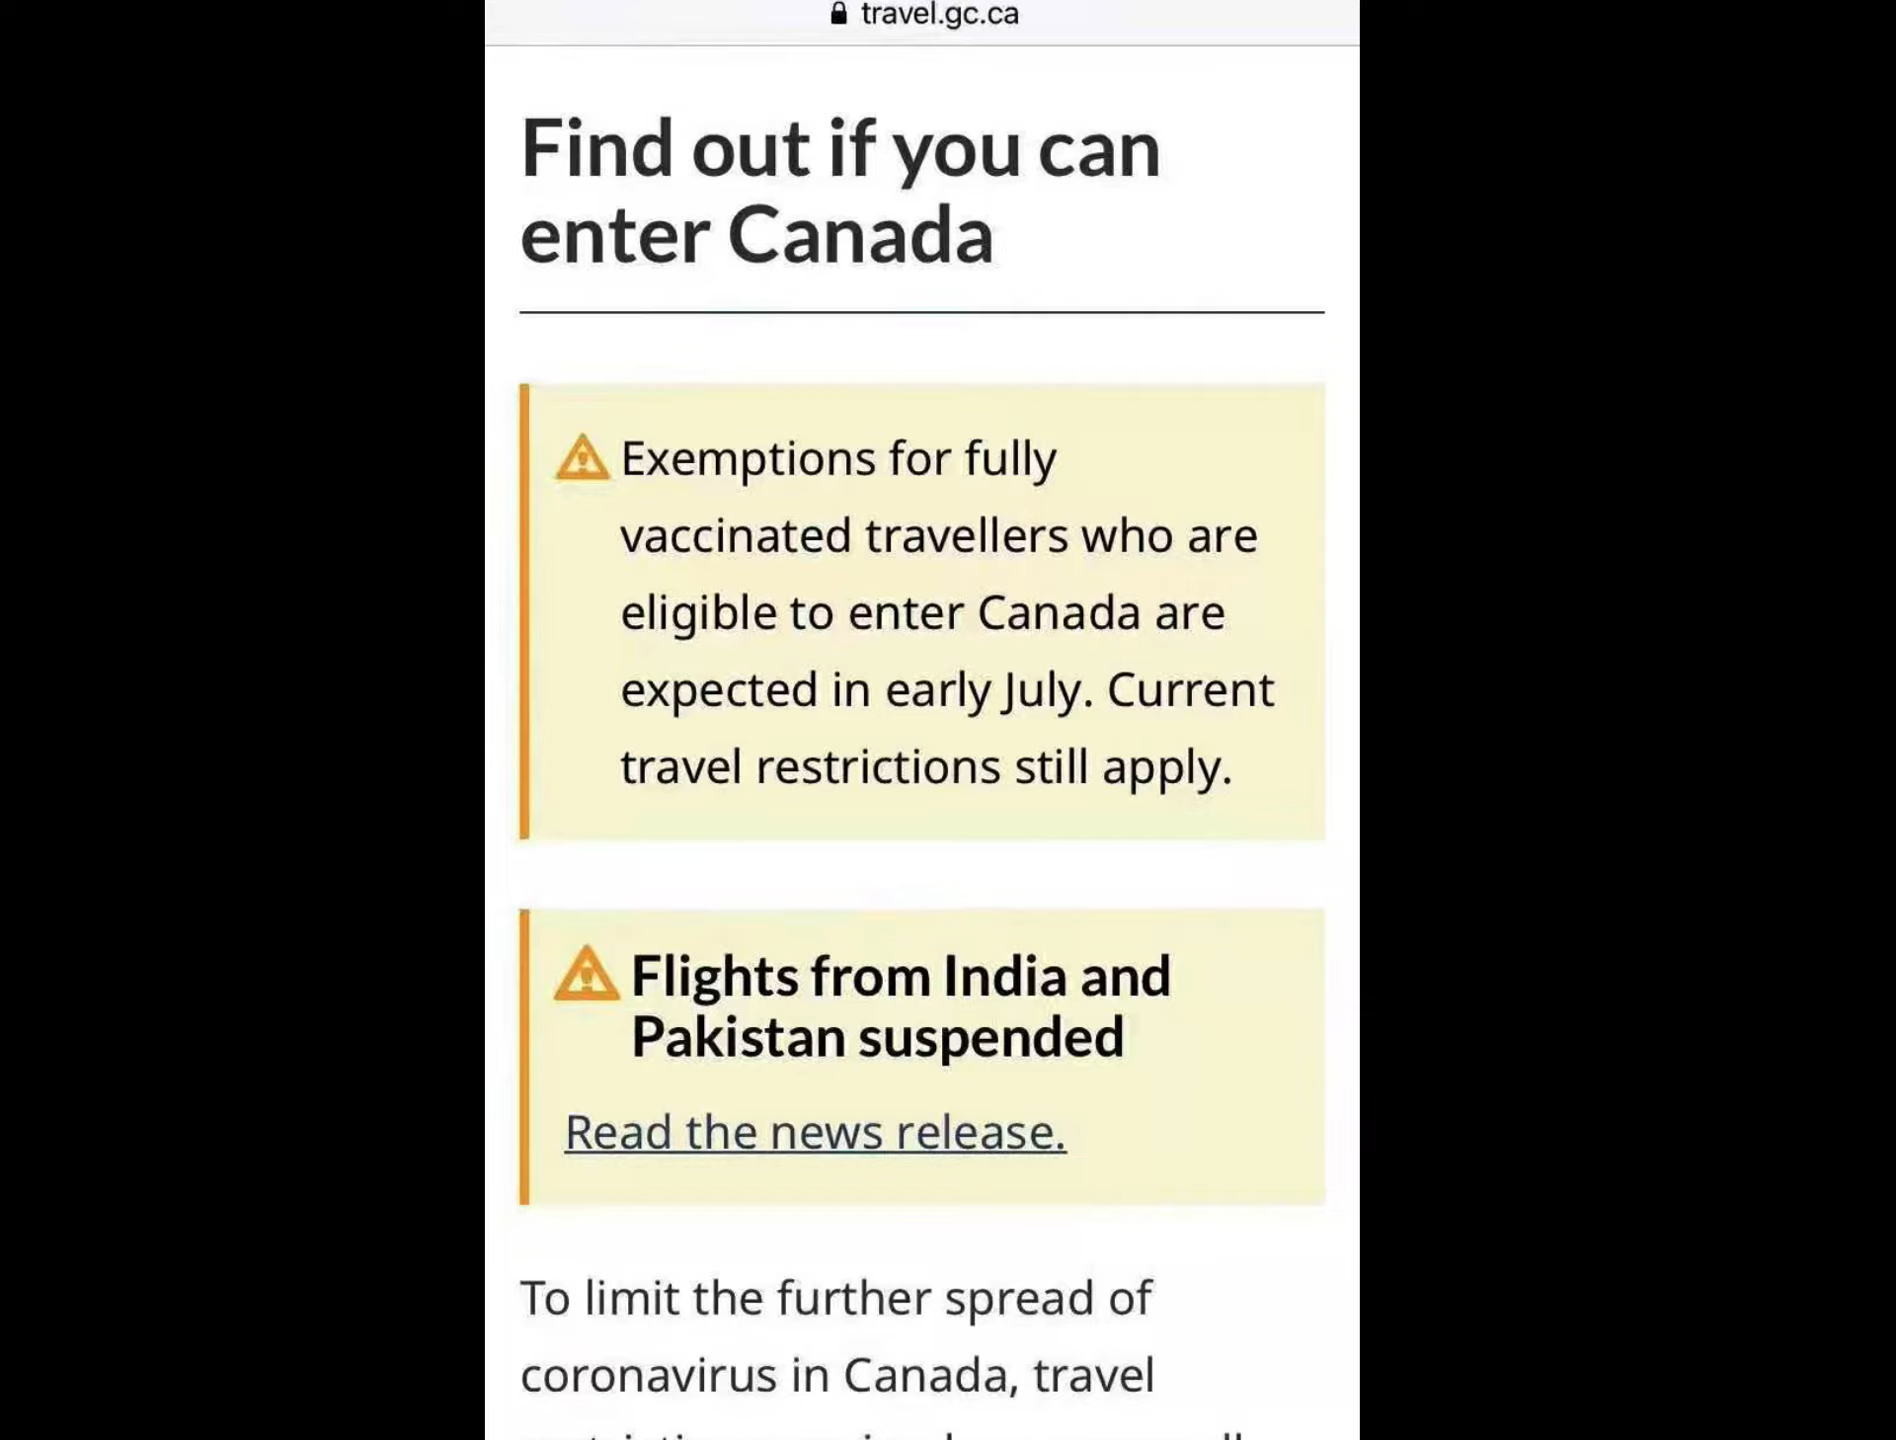 travel.gc.ca
Find out if you can
enter Canada
Exemptions for fully
vaccinated travellers who are
eligible to enter Canada are
expected in early July. Current
travel restrictions still apply.
Flights from India and
Pakistan suspended
Read the news release.
To limit the further spread of
coronavirus in Canada, travel